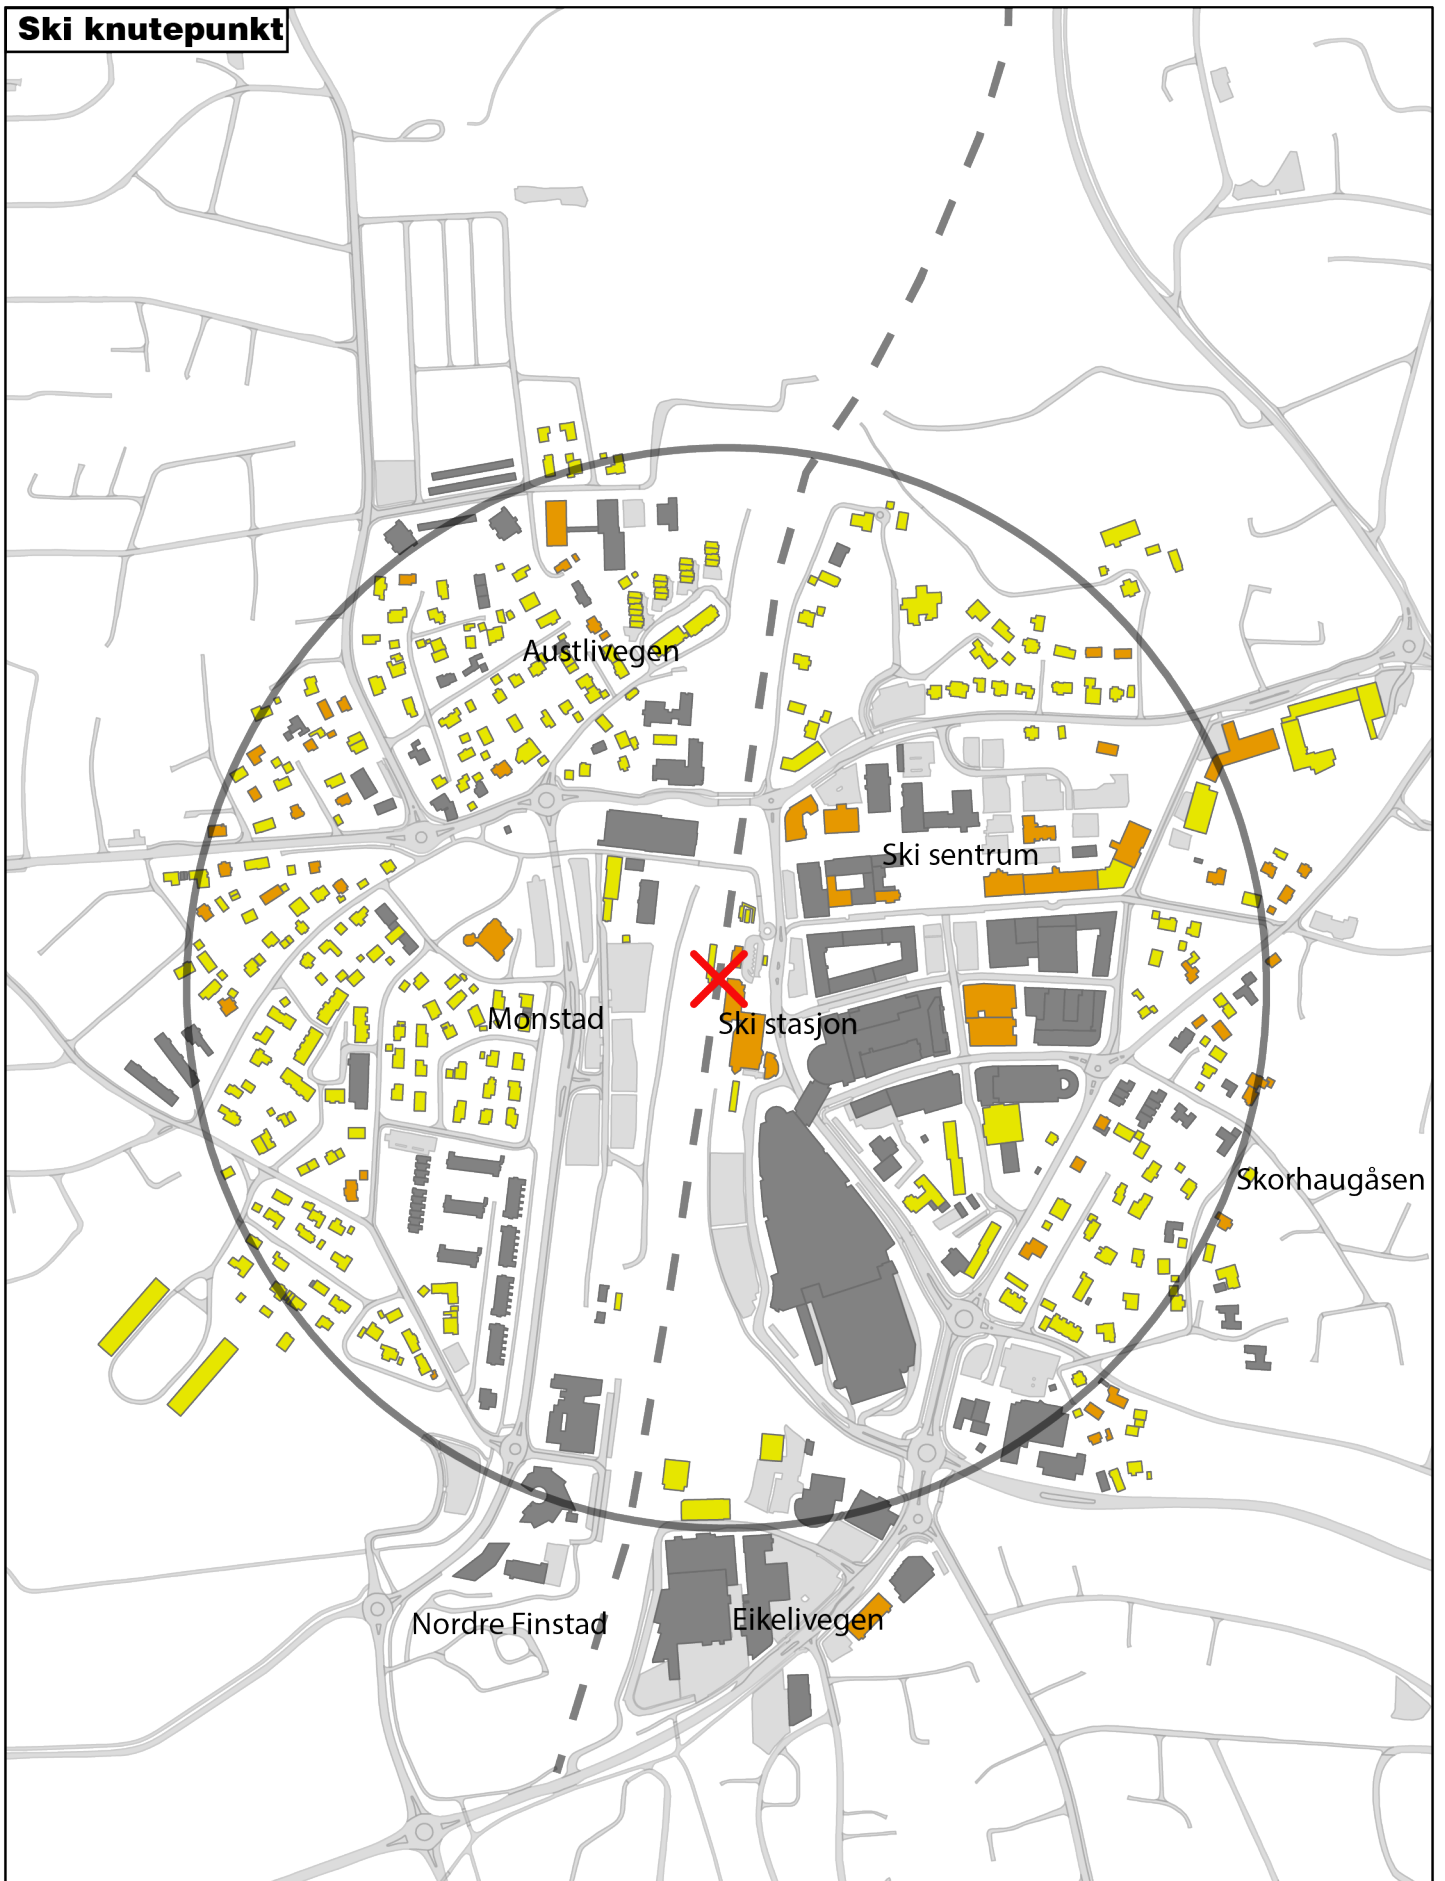 Ski knutepunkt
Austlivegen
Ski sentrum
Monstad
Ski stasjon
Skorhaugåsen
Nordre Finstad
Eikelivegen